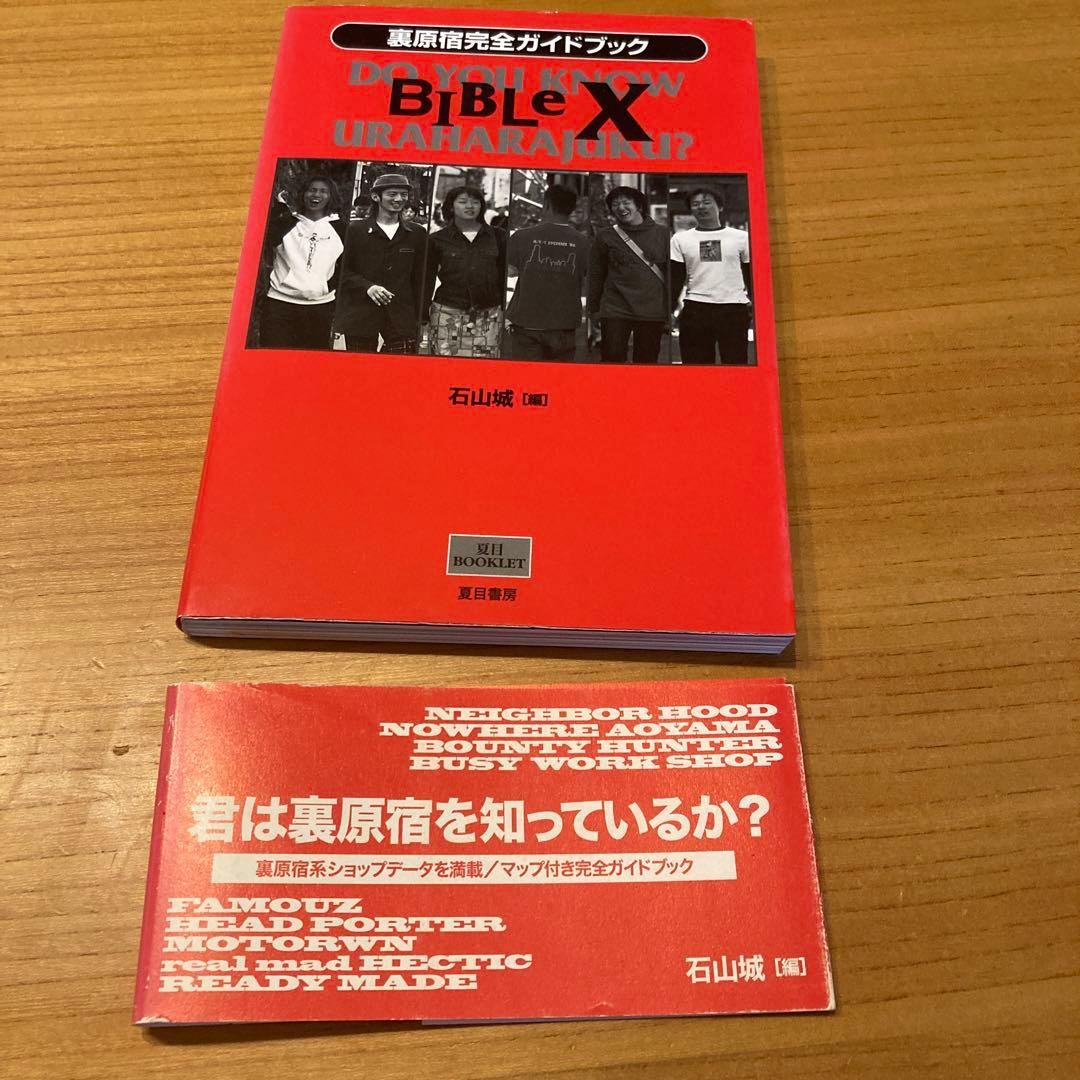 裏原宿完全ガイドブック
DO YOU KNOW
BIBLe X
URAHARAJUKU?
石山城[編]
夏目
BOOKLET
夏目書房
NEIGHBOR HOOD
NOWHERE AOYAMA
BOUNTY HUNTER
BUSY WORK SHOP
君は裏原宿を知っているか?
裏原宿系ショップデータを満載/マップ付き完全ガイドブック
FAMOUZ
HEAD PORTER
MOTORWN
real mad HECTIC
READY MADE
石山城[編]